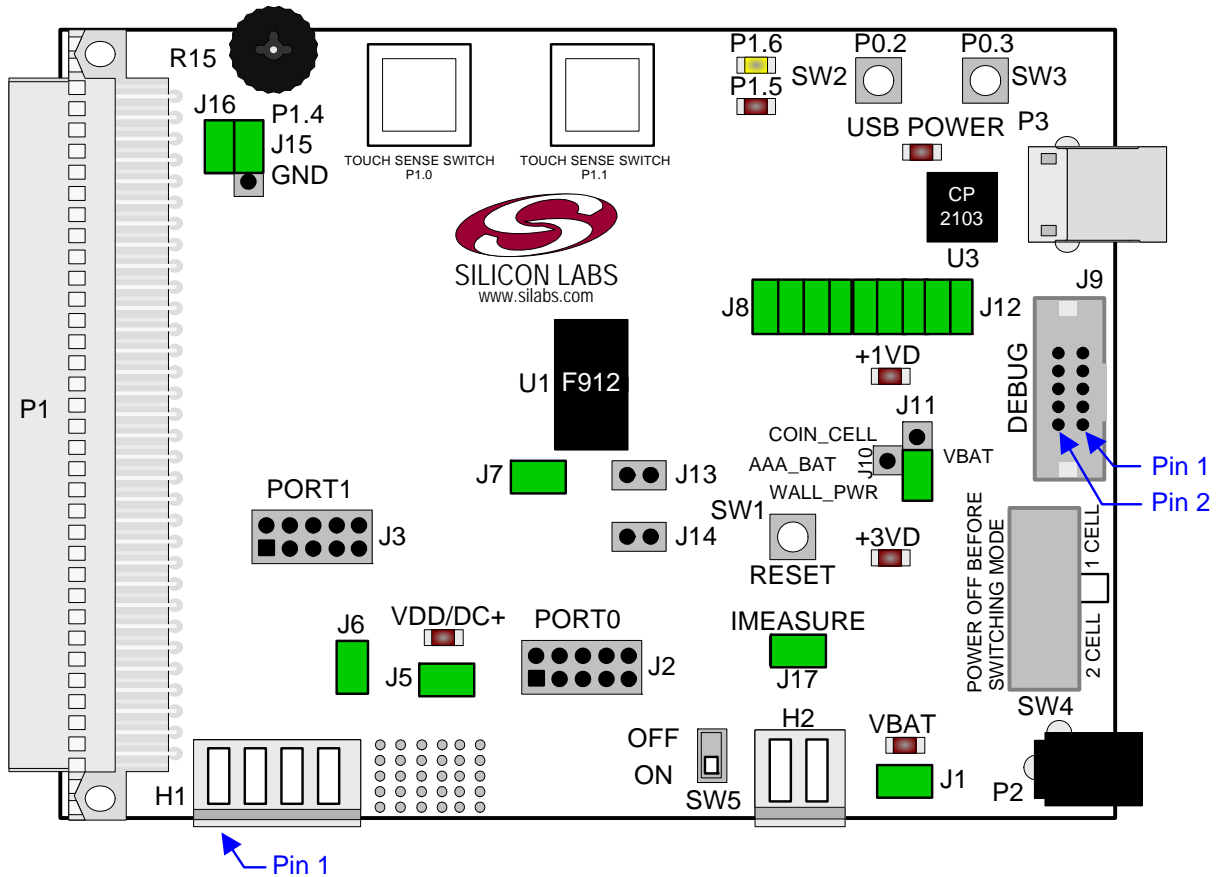 R15
P1.6
P0.2
P0.3
SW2
SW3
P1.5
J16
P1.4
J15
GND
USB POWER
P3
TOUCH SENSE SWITCH
P1.0
TOUCH SENSE SWITCH
P1.1
CP
2103
U3
SILICON LABS
www.silabs.com
J8
J12
J9
+1VD
DEBUG
U1
F912
P1
J11
COIN_CELL
J10
AAA_BAT
VBAT
WALL_PWR
Pin 1
Pin 2
J7
J13
PORT1
J3
J14
SW1
RESET
+3VD
POWER OFF BEFORE
SWITCHING MODE
1 CELL
2 CELL
SW4
J6
VDD/DC+
J5
PORT0
J2
IMEASURE
J17
H2
OFF
ON
SW5
VBAT
J1
P2
H1
Pin 1